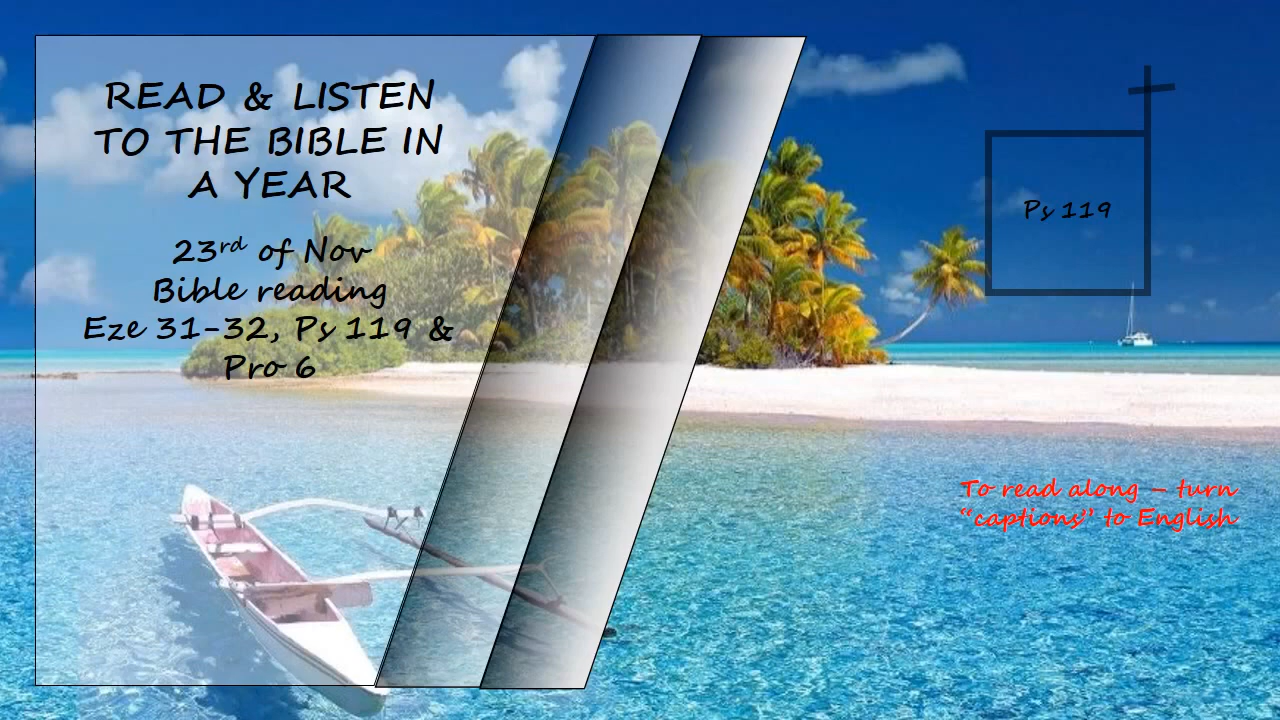 READ & LISTEN
TO THE BIBLE IN
A YEAR
23rd of Nov
Bible reading
Eze 31-32, Ps 119 &
Pro 6
Ps 119
To read along – turn
“captions” to English